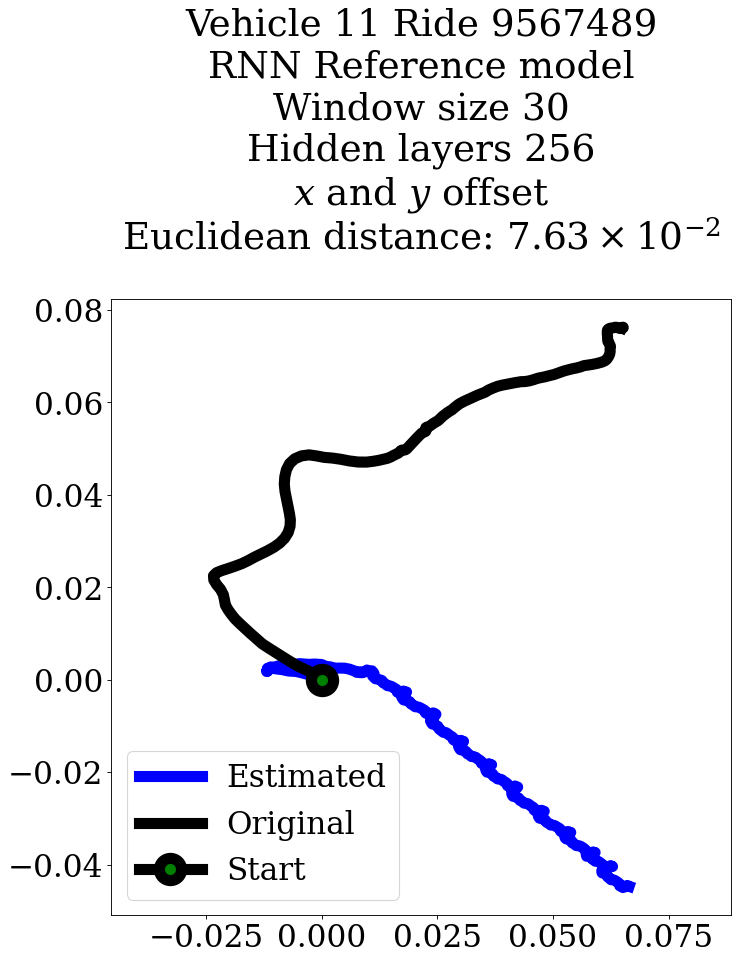 Vehicle 11 Ride 9567489
RNN Reference model
Window size 30
Hidden layers 256
x and y offset
Euclidean distance: 7.63 × 10⁻²
0.08
0.06
0.04
0.02
0.00
−0.02
−0.04
Estimated
Original
Start
−0.025 0.000 0.025 0.050 0.075